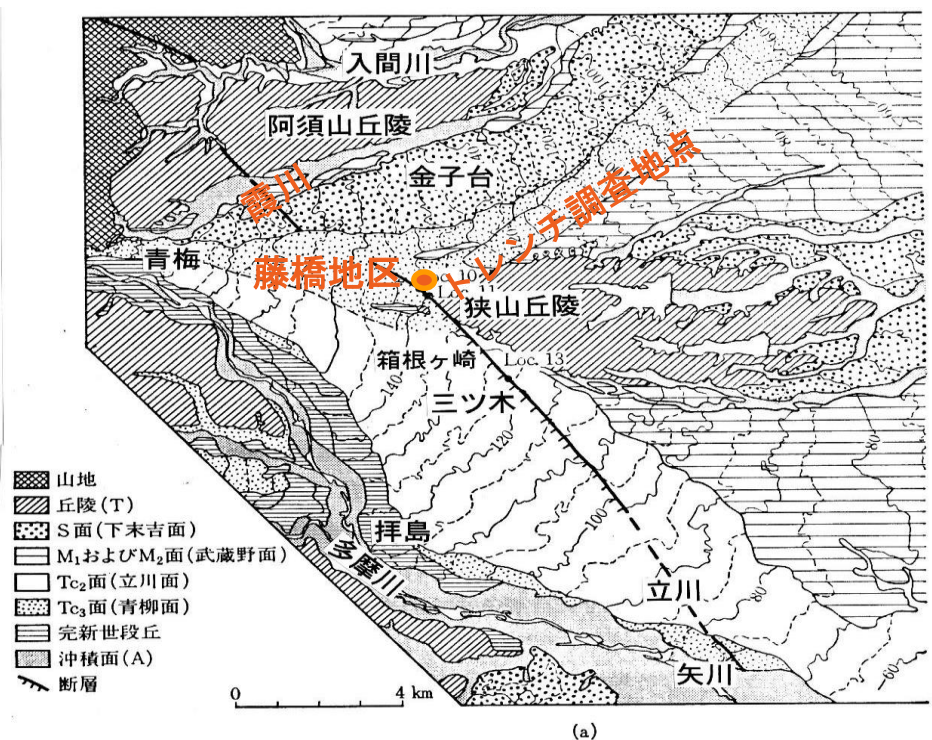 入間川
阿須山丘陵
霞川
金子台
トレンチ調査地点
青梅
藤橋地区
狭山丘陵
箱根ヶ崎
Loc. 13
三ツ木
140
120
100
80
80
60
拝島
多摩川
立川
矢川
山地
丘陵(T)
S面(下末吉面)
M₁およびM₂面(武蔵野面)
Tc₂面(立川面)
Tc₃面(青柳面)
完新世段丘
沖積面(A)
断層
0 4 km
(a)